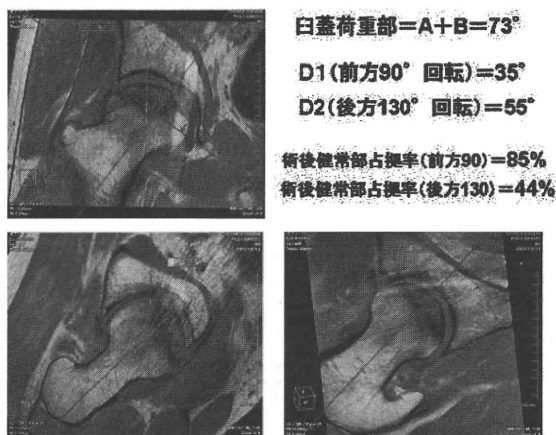 臼蓋荷重部=A+B=73°
D1(前方90°回転)=35°
D2(後方130°回転)=55°
術後健常部占拠率(前方90)=85%
術後健常部占拠率(後方130)=44%